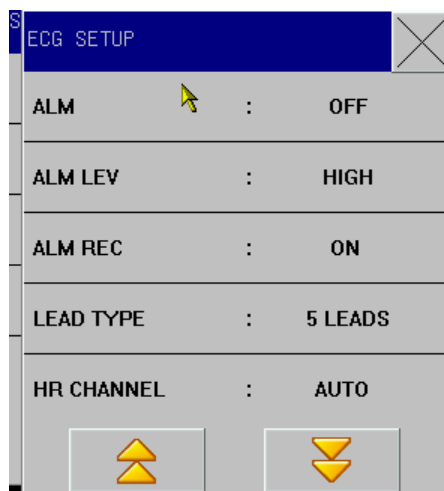 S
ECG SETUP
ALM : OFF
ALM LEV : HIGH
ALM REC : ON
LEAD TYPE : 5 LEADS
HR CHANNEL : AUTO